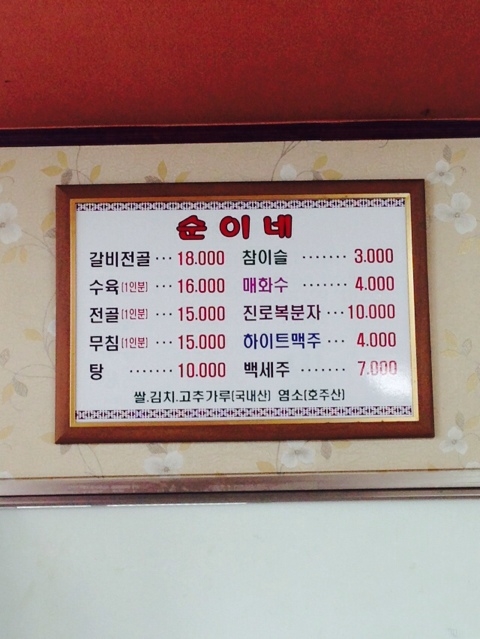 순이네
갈비전골 ··· 18.000 참이슬 ······· 3.000
수육(1인분) ··· 16.000 매화수 ······· 4.000
전골(1인분) ··· 15.000 진로복분자 ··· 10.000
무침(1인분) ··· 15.000 하이트맥주 ··· 4.000
탕 ······· 10.000 백세주 ······· 7.000
쌀.김치.고추가루(국내산) 염소(호주산)